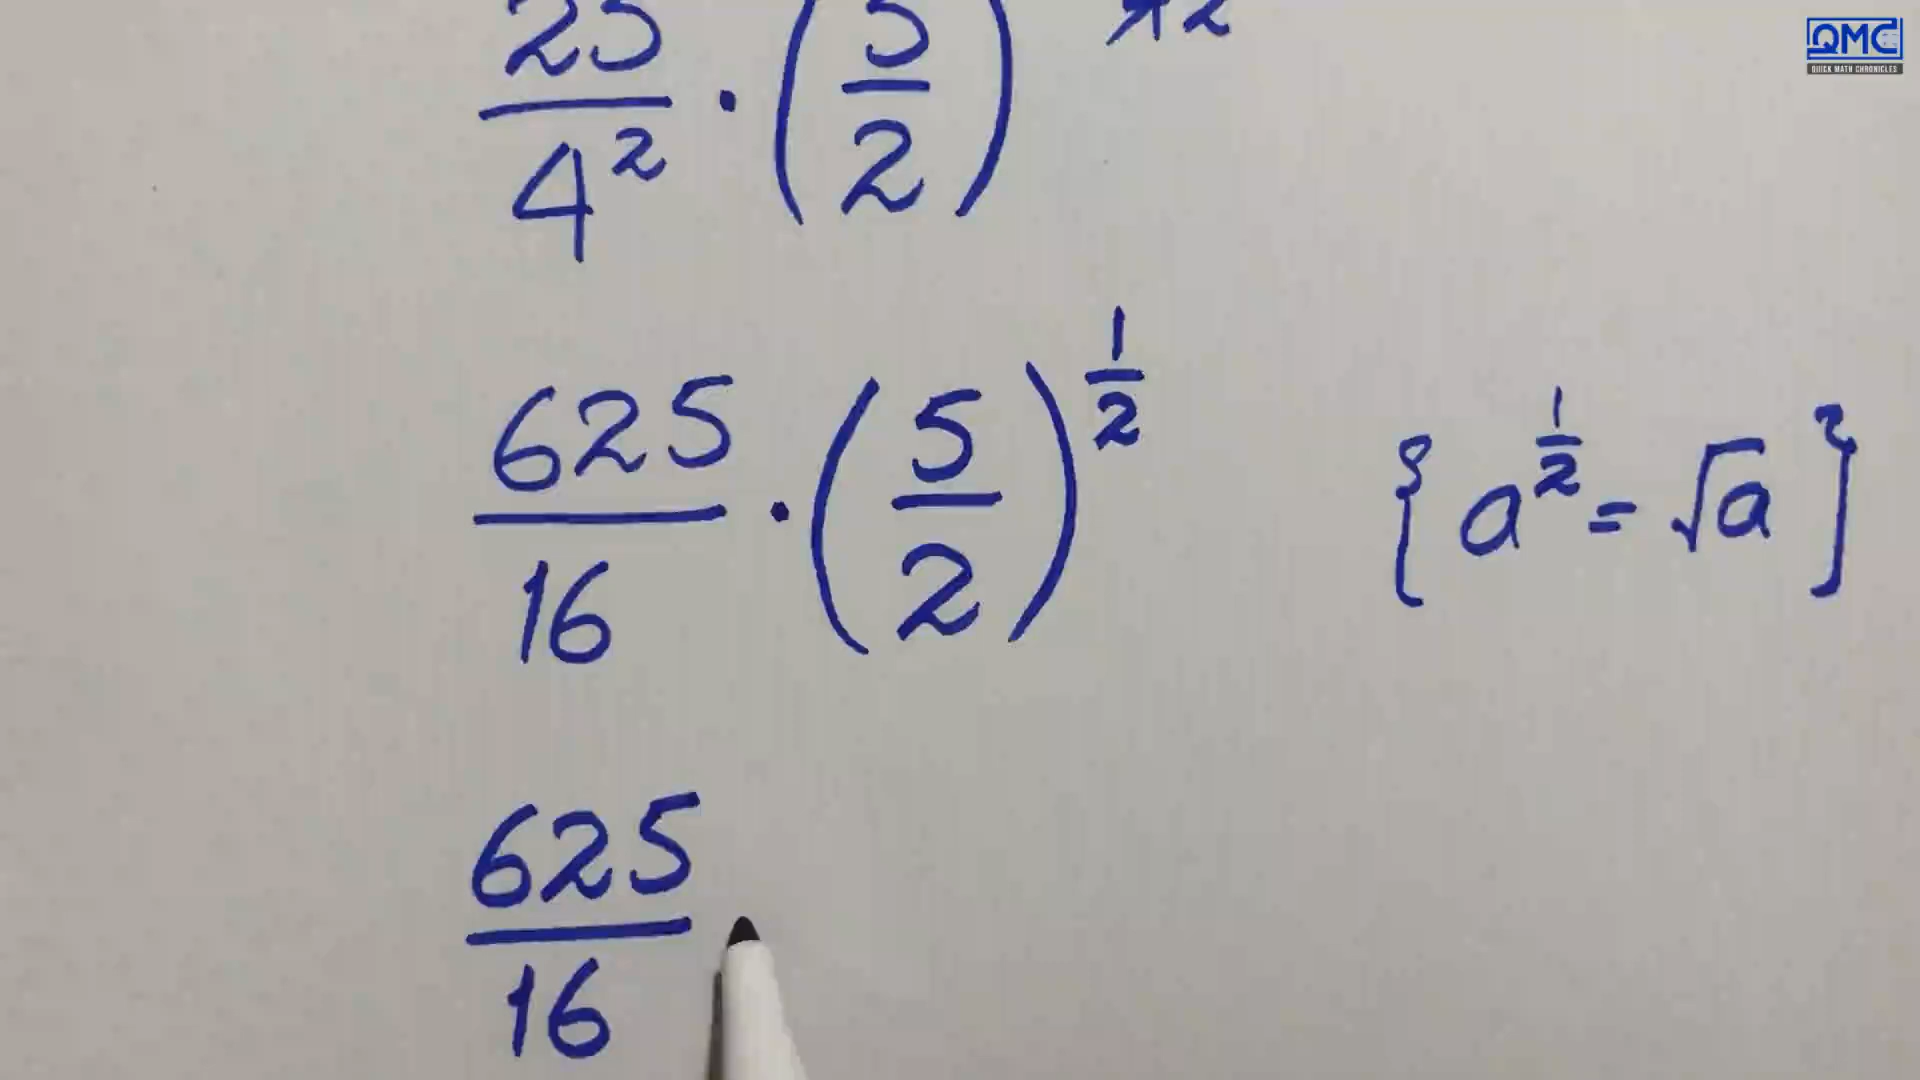 25/4² · (5/2)
QMC
QUICK MATH CHRONICLES
625/16 · (5/2)^(1/2) { a^(1/2) = √a }
625/16